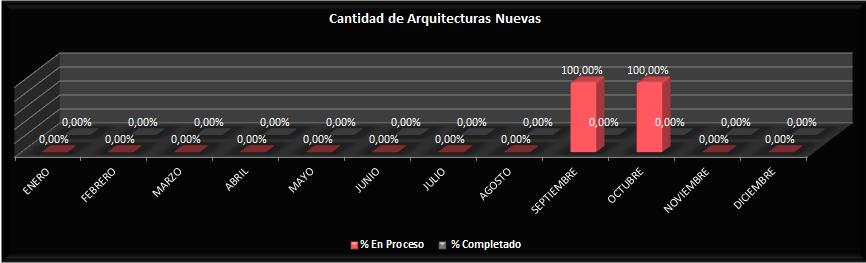 Cantidad de Arquitecturas Nuevas
100,00% 100,00%
0,00% 0,00% 0,00% 0,00% 0,00% 0,00% 0,00% 0,00% 0,00% 0,00% 0,00% 0,00%
0,00% 0,00% 0,00% 0,00% 0,00% 0,00% 0,00% 0,00% 0,00% 0,00%
ENERO FEBRERO MARZO ABRIL MAYO JUNIO JULIO AGOSTO SEPTIEMBRE OCTUBRE NOVIEMBRE DICIEMBRE
% En Proceso % Completado